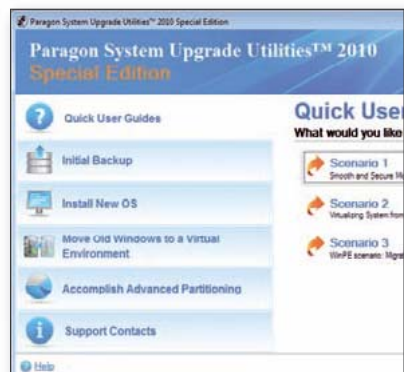 Paragon System Upgrade Utilities™ 2010 Special Edition
Paragon System Upgrade Utilities™ 2010
Special Edition
Quick User Guides
Initial Backup
Install New OS
Move Old Windows to a Virtual
Environment
Accomplish Advanced Partitioning
Support Contacts
Help
Quick User
What would you like
Scenario 1
Smooth and Secure
Scenario 2
Virtualizing System from
Scenario 3
WinPE scenario: